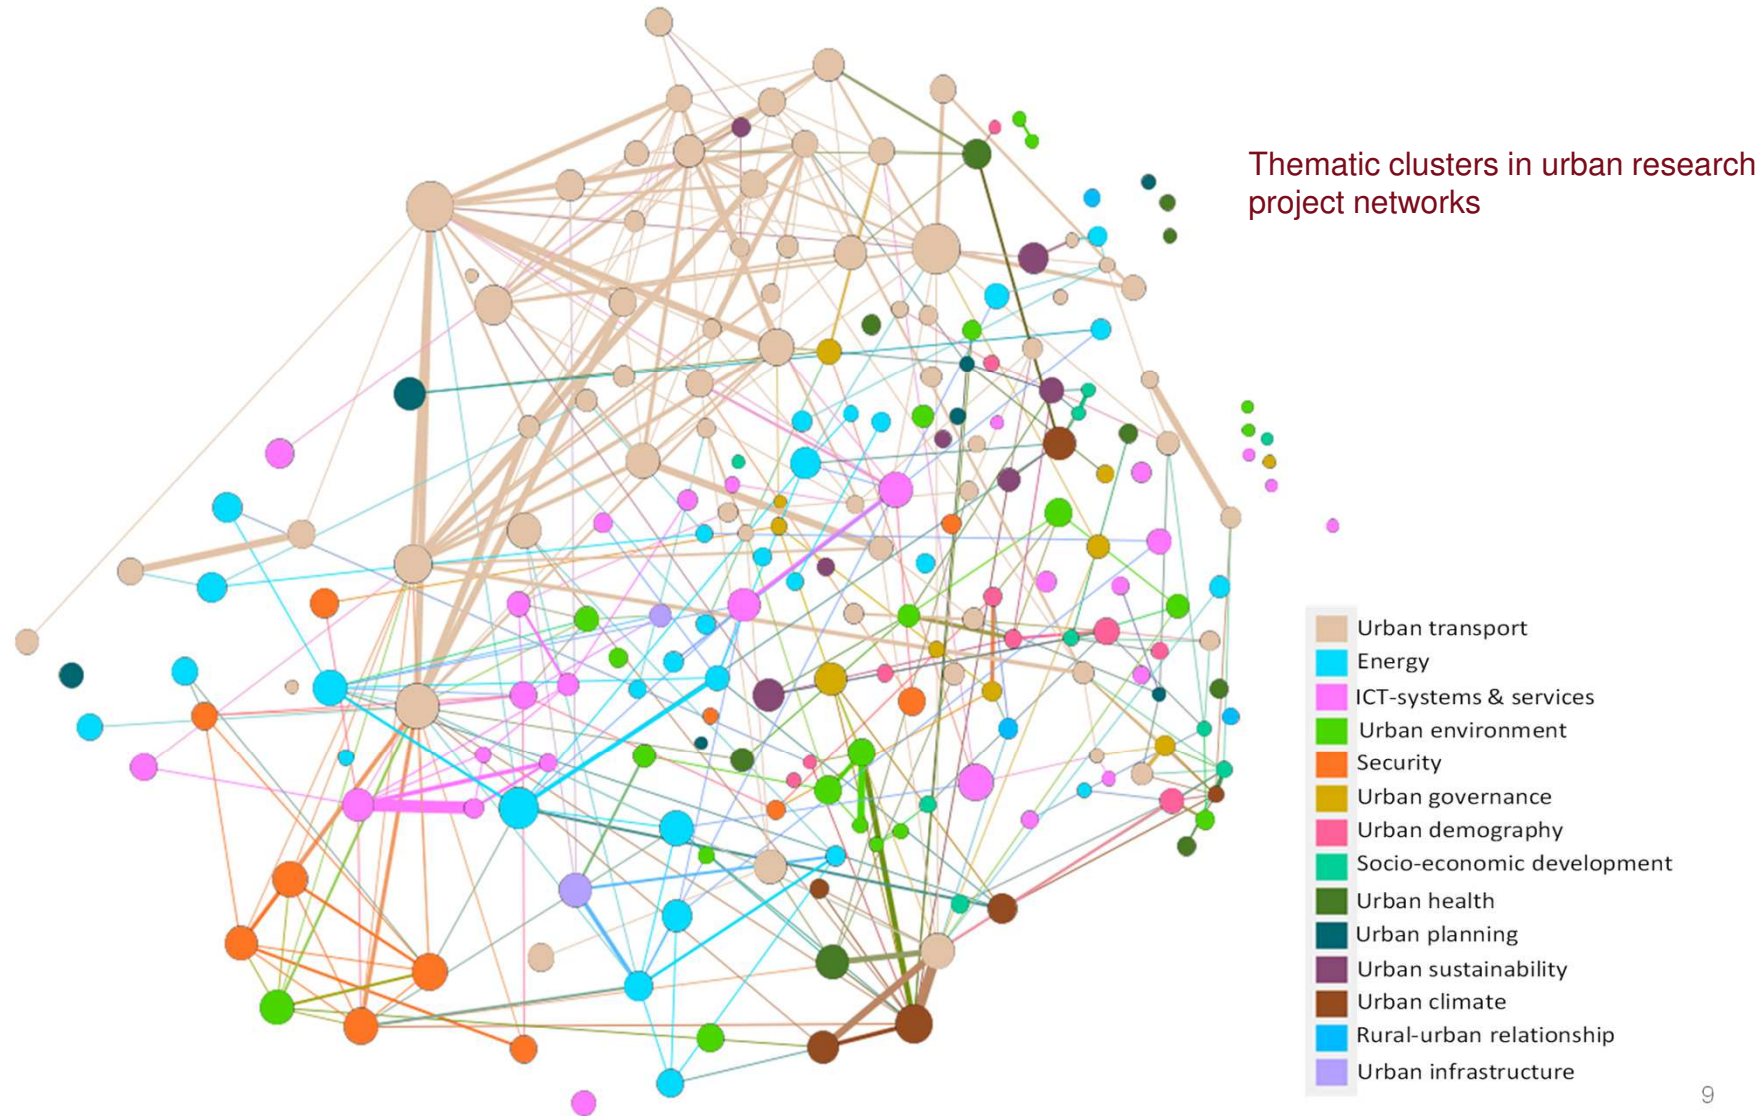 Thematic clusters in urban research
project networks
Urban transport
Energy
ICT-systems & services
Urban environment
Security
Urban governance
Urban demography
Socio-economic development
Urban health
Urban planning
Urban sustainability
Urban climate
Rural-urban relationship
Urban infrastructure
9